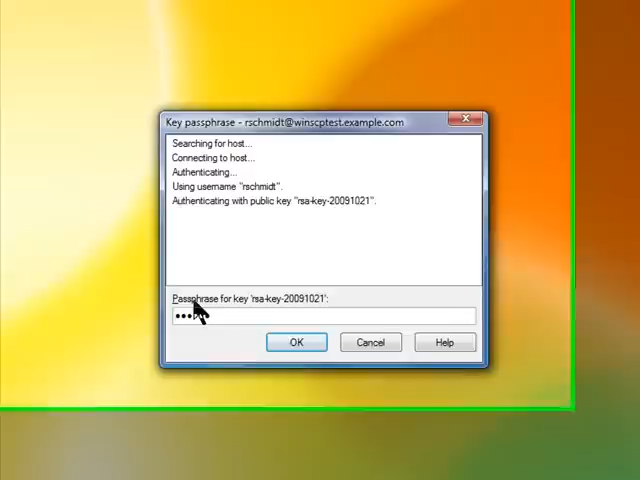 Key passphrase - rschmidt@winscptest.example.com
Searching for host...
Connecting to host...
Authenticating...
Using username "rschmidt".
Authenticating with public key "rsa-key-20091021".
Passphrase for key 'rsa-key-20091021':
OK Cancel Help